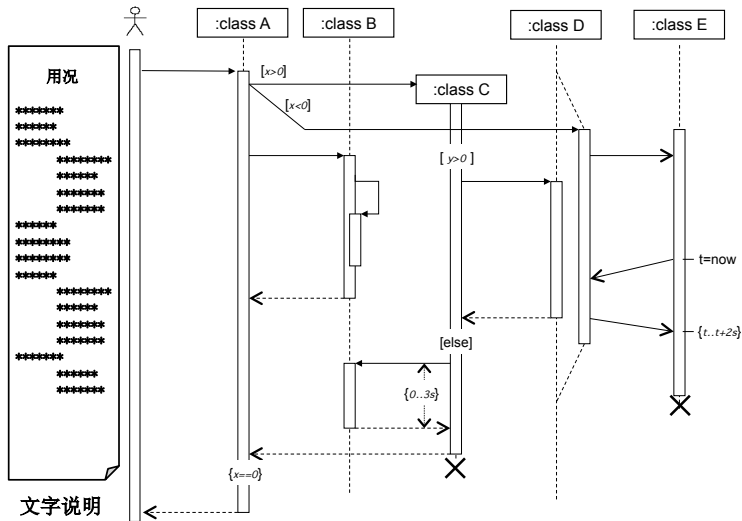 :class A
:class B
:class D
:class E
用况
[x>0]
:class C
[x<0]
*******
******
********
********
******
*******
*******
******
********
********
******
********
******
*******
*******
*******
******
*******
[ y>0 ]
t=now
[else]
{t..t+2s}
{0..3s}
{x==0}
文字说明